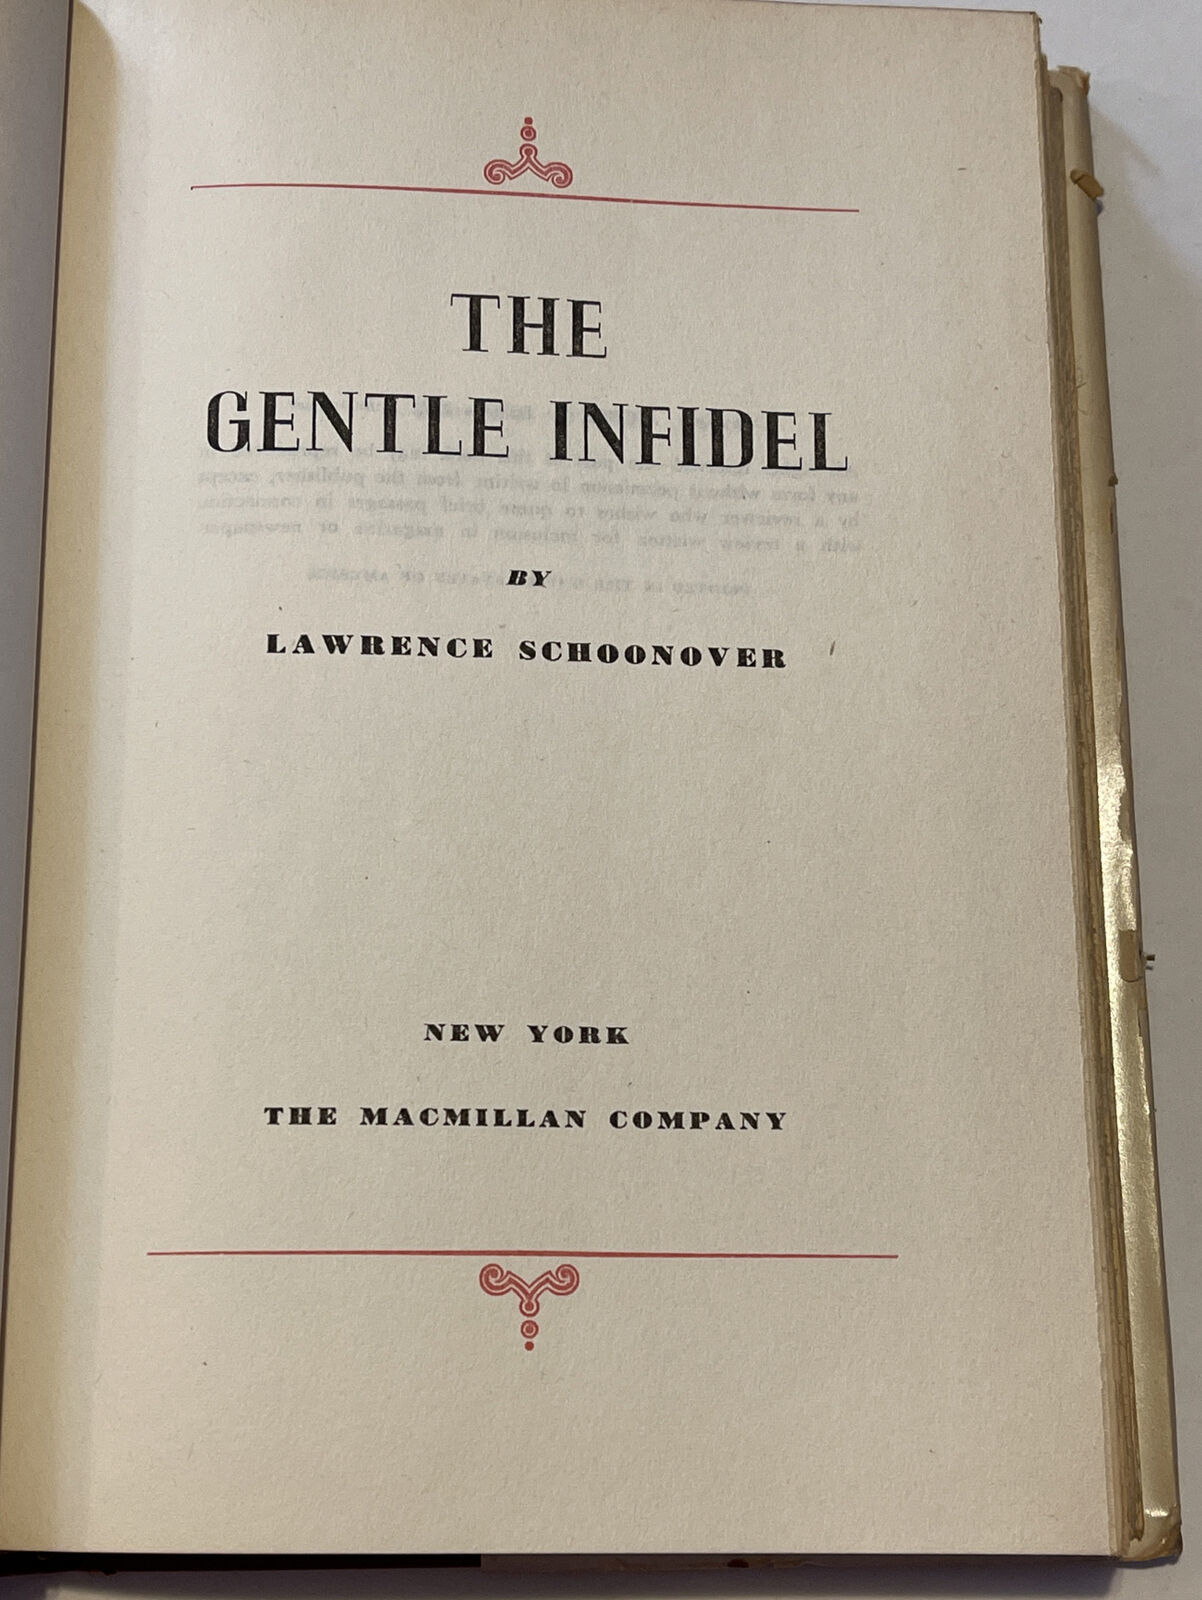 THE
GENTLE INFIDEL
BY
LAWRENCE SCHOONOVER
NEW YORK
THE MACMILLAN COMPANY